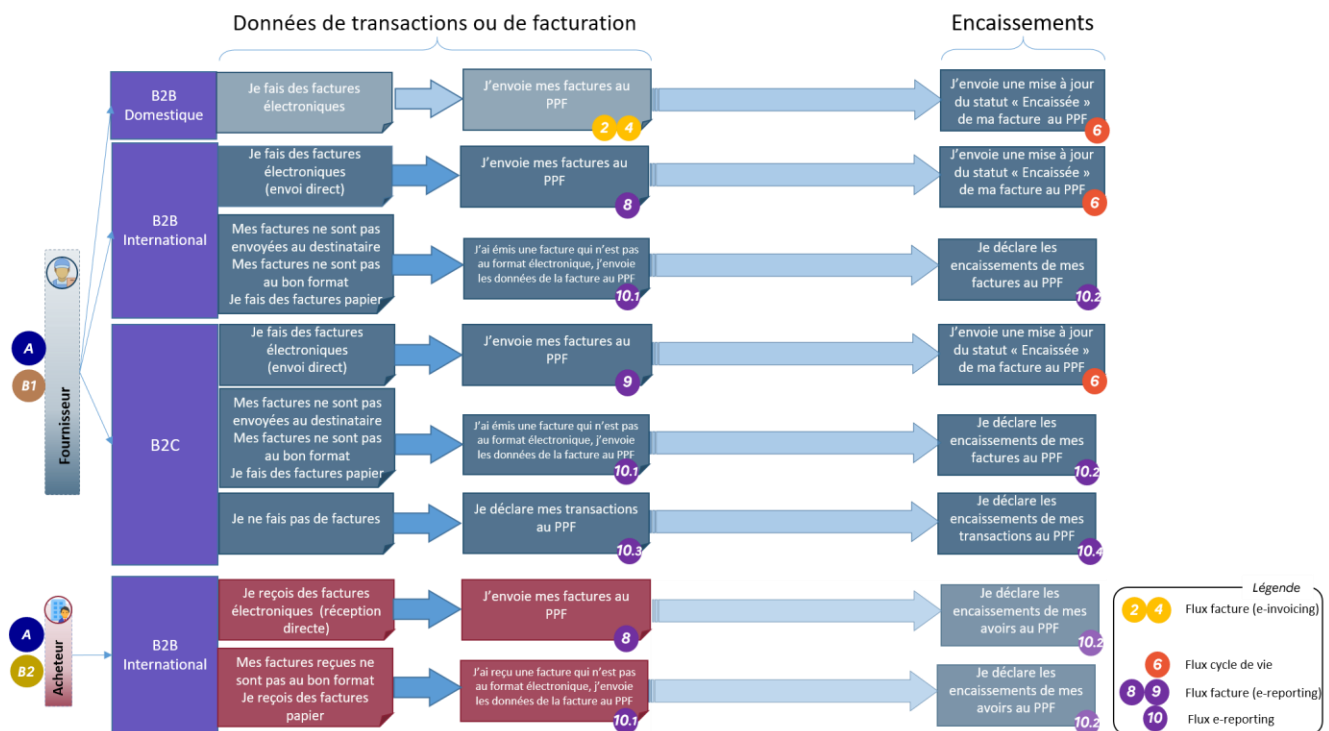 Données de transactions ou de facturation
Encaissements
B2B
Domestique
Je fais des factures
électroniques
J'envoie mes factures au
PPF
2 4
J'envoie une mise à jour
du statut « Encaissée »
de ma facture au PPF
6
B2B
International
Je fais des factures
électroniques
(envoi direct)
J'envoie mes factures au
PPF
8
J'envoie une mise à jour
du statut « Encaissée »
de ma facture au PPF
6
Mes factures ne sont pas
envoyées au destinataire
Mes factures ne sont pas
au bon format
Je fais des factures papier
J'ai émis une facture qui n'est pas
au format électronique, j'envoie
les données de la facture au PPF
10.1
Je déclare les
encaissements de mes
factures au PPF
10.2
A
B1
Fournisseur
B2C
Je fais des factures
électroniques
(envoi direct)
J'envoie mes factures au
PPF
9
J'envoie une mise à jour
du statut « Encaissée »
de ma facture au PPF
6
Mes factures ne sont pas
envoyées au destinataire
Mes factures ne sont pas
au bon format
Je fais des factures papier
J'ai émis une facture qui n'est pas
au format électronique, j'envoie
les données de la facture au PPF
10.1
Je déclare les
encaissements de mes
factures au PPF
10.2
Je ne fais pas de factures
Je déclare mes transactions
au PPF
10.3
Je déclare les
encaissements de mes
transactions au PPF
10.4
A
B2
Acheteur
B2B
International
Je reçois des factures
électroniques (réception
directe)
J'envoie mes factures au
PPF
8
Je déclare les
encaissements de mes
avoirs au PPF
10.2
Mes factures reçues ne
sont pas au bon format
Je reçois des factures
papier
J'ai reçu une facture qui n'est pas
au format électronique, j'envoie
les données de la facture au PPF
10.1
Je déclare les
encaissements de mes
avoirs au PPF
10.2
Légende
2 4 Flux facture (e-invoicing)
6 Flux cycle de vie
8 9 Flux facture (e-reporting)
10 Flux e-reporting